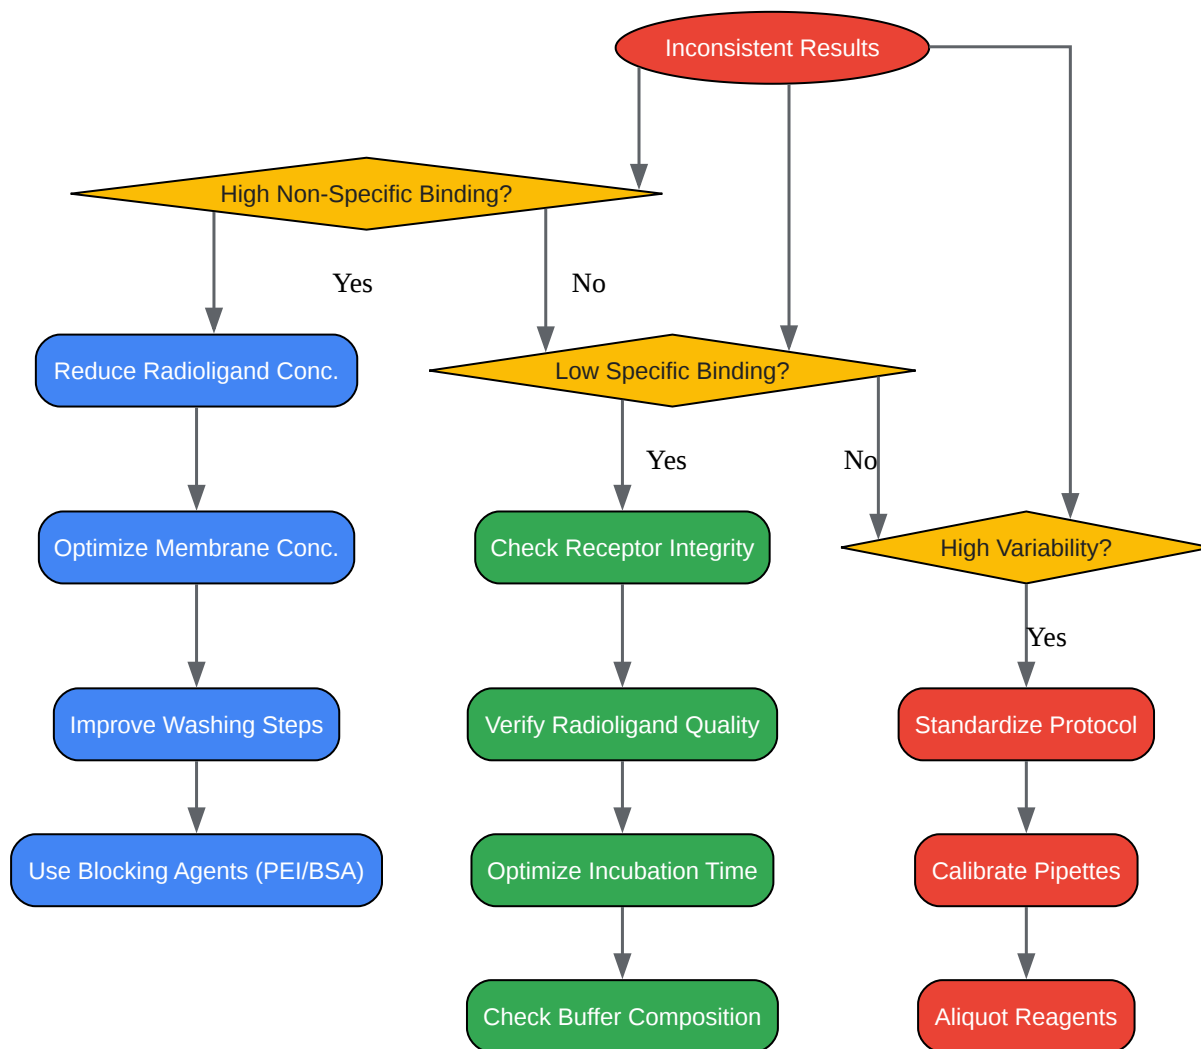 Inconsistent Results
High Non-Specific Binding?
Yes
No
Reduce Radioligand Conc.
Low Specific Binding?
Yes
No
Optimize Membrane Conc.
Check Receptor Integrity
High Variability?
Yes
Improve Washing Steps
Verify Radioligand Quality
Standardize Protocol
Use Blocking Agents (PEI/BSA)
Optimize Incubation Time
Calibrate Pipettes
Check Buffer Composition
Aliquot Reagents